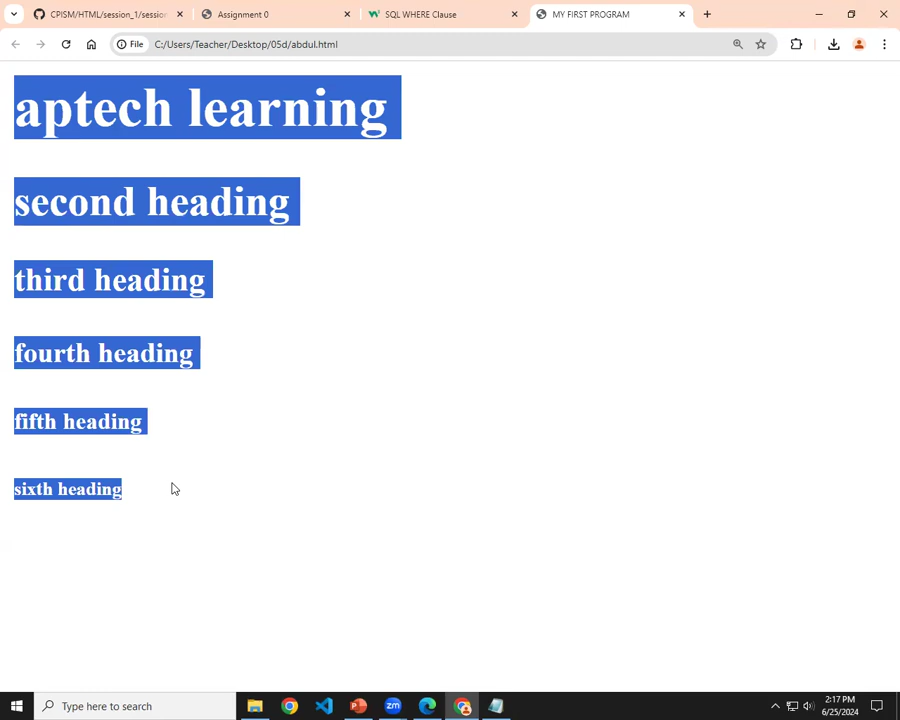 CPISM/HTML/session_1/session
Assignment 0
SQL WHERE Clause
MY FIRST PROGRAM
File
C:/Users/Teacher/Desktop/05d/abdul.html
aptech learning
second heading
third heading
fourth heading
fifth heading
sixth heading
Type here to search
zm
2:17 PM
6/25/2024